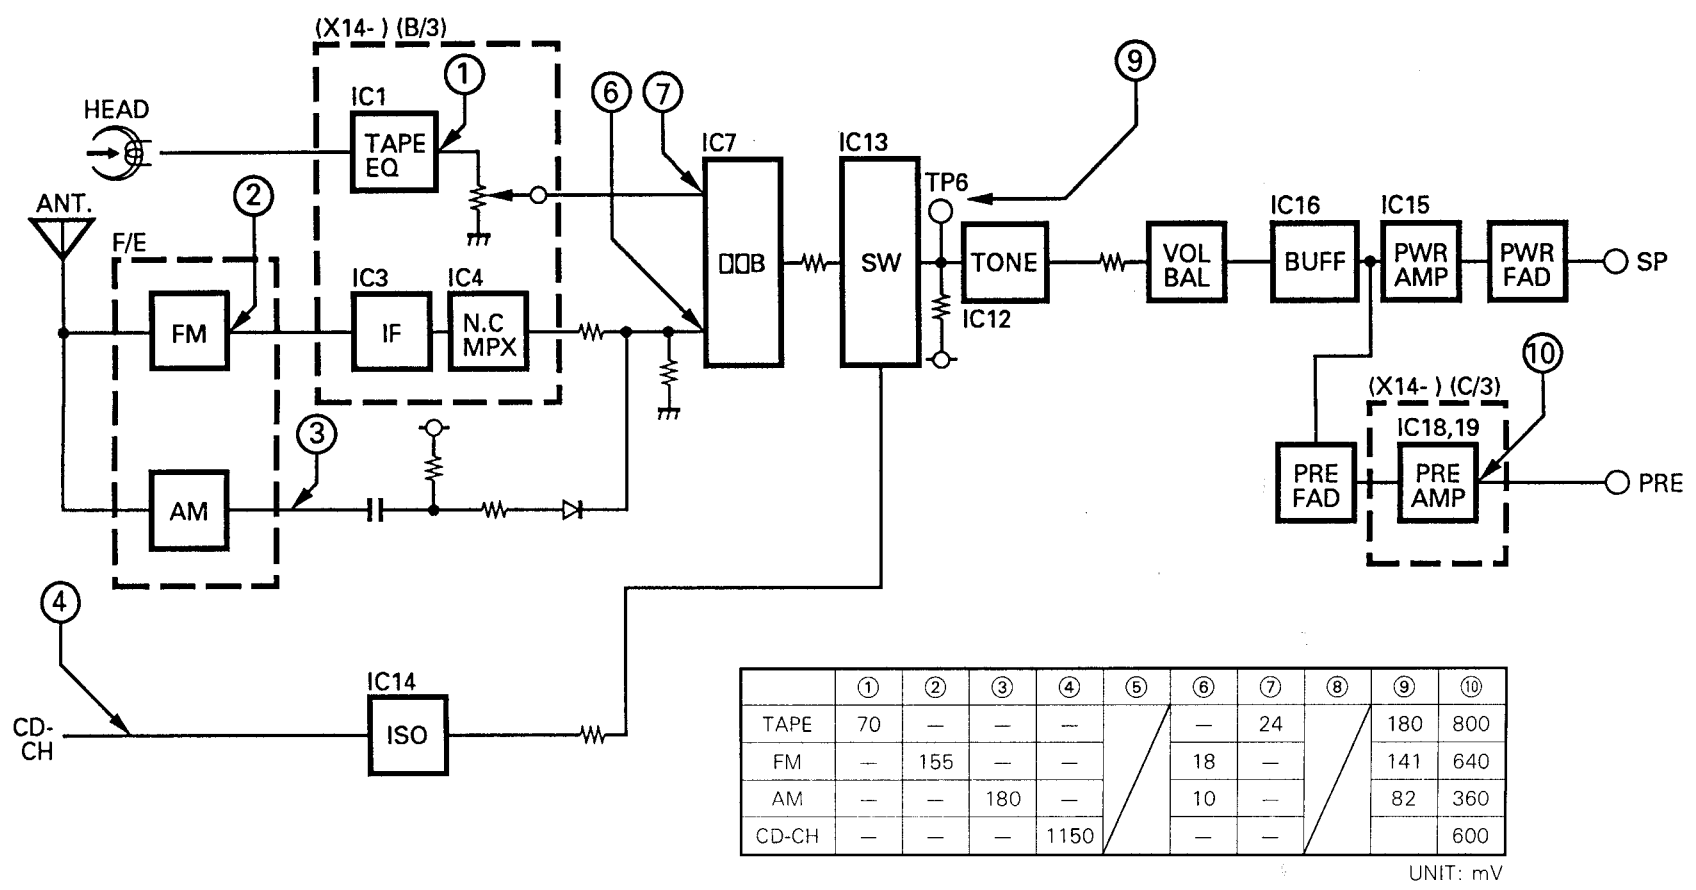 (X14- ) (B/3)
①
⑨
IC1
⑥ ⑦
HEAD
TAPE
EQ
IC7
IC13
TP6
②
ANT.
F/E
IC16
IC15
IC3
IC4
DOLBY B
SW
TONE
VOL
BAL
BUFF
PWR
AMP
PWR
FAD
SP
FM
IF
N.C
MPX
IC12
⑩
(X14- ) (C/3)
③
IC18,19
AM
PRE
FAD
PRE
AMP
PRE
④
IC14
CD-
CH
ISO
① ② ③ ④ ⑤ ⑥ ⑦ ⑧ ⑨ ⑩
TAPE 70 — — — — 24 180 800
FM — 155 — — 18 — 141 640
AM — — 180 — 10 — 82 360
CD-CH — — — 1150 — — 600
UNIT: mV